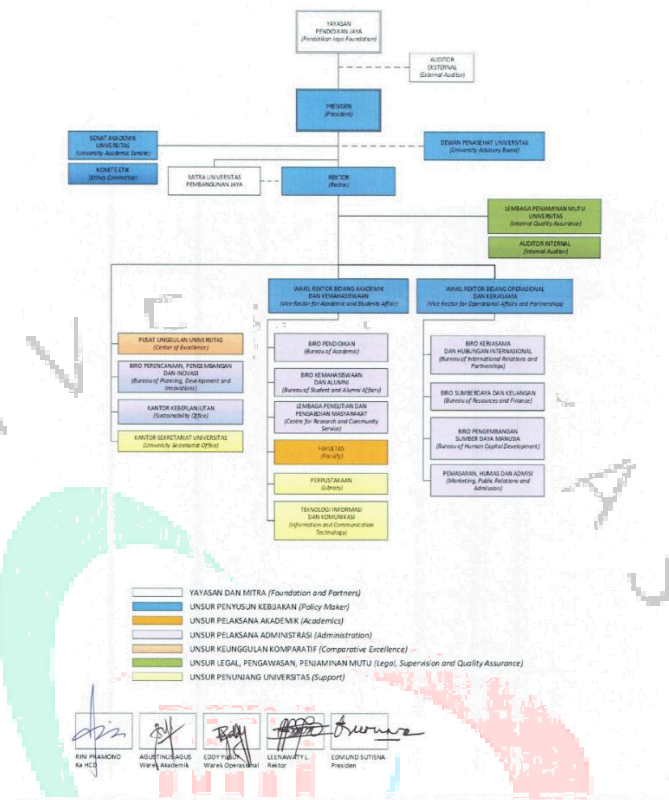 YAYASAN
PENDIDIKAN JAYA
(Pendidikan Jaya Foundation)
AUDITOR
EKSTERNAL
(External Auditor)
PRESIDEN
(President)
SENAT AKADEMIK
UNIVERSITAS
(University Academic Senate)
DEWAN PENASEHAT UNIVERSITAS
(University Advisory Board)
KOMITE ETIK
(Ethics Committee)
MITRA UNIVERSITAS
PEMBANGUNAN JAYA
REKTOR
(Rector)
LEMBAGA PENJAMINAN MUTU
UNIVERSITAS
(Internal Quality Assurance)
AUDITOR INTERNAL
(Internal Auditor)
WAKIL REKTOR BIDANG AKADEMIK
DAN KEMAHASISWAAN
(Vice Rector for Academic and Students Affair)
WAKIL REKTOR BIDANG OPERASIONAL
DAN KERJASAMA
(Vice Rector for Operational Affairs and Partnerships)
PUSAT UNGGULAN UNIVERSITAS
(Center of Excellence)
BIRO PERENCANAAN, PENGEMBANGAN
DAN INOVASI
(Bureau of Planning, Development and
Innovations)
KANTOR KEBERLANJUTAN
(Sustainability Office)
KANTOR SEKRETARIAT UNIVERSITAS
(University Secretariat Office)
BIRO PENDIDIKAN
(Bureau of Academic)
BIRO KEMAHASISWAAN
DAN ALUMNI
(Bureau of Student and Alumni Affairs)
LEMBAGA PENELITIAN DAN
PENGABDIAN MASYARAKAT
(Centre for Research and Community
Service)
FAKULTAS
(Faculty)
PERPUSTAKAAN
(Library)
TEKNOLOGI INFORMASI
DAN KOMUNIKASI
(Information and Communication
Technology)
BIRO KERJASAMA
DAN HUBUNGAN INTERNASIONAL
(Bureau of International Relations and
Partnerships)
BIRO SUMBERDAYA DAN KEUANGAN
(Bureau of Resources and Finance)
BIRO PENGEMBANGAN
SUMBER DAYA MANUSIA
(Bureau of Human Capital Development)
PEMASARAN, HUMAS DAN ADMISI
(Marketing, Public Relations and
Admission)
YAYASAN DAN MITRA (Foundation and Partners)
UNSUR PENYUSUN KEBIJAKAN (Policy Maker)
UNSUR PELAKSANA AKADEMIK (Academics)
UNSUR PELAKSANA ADMINISTRASI (Administration)
UNSUR KEUNGGULAN KOMPARATIF (Comparative Excellence)
UNSUR LEGAL, PENGAWASAN, PENJAMINAN MUTU (Legal, Supervision and Quality Assurance)
UNSUR PENUNJANG UNIVERSITAS (Support)
RINI PRAMONO
Ka HCD
AGUSTINUS AGUS
Warek Akademik
EDDY YUSUF
Warek Operasional
LEENAWATY L.
Rektor
EDMUND SUTISNA
Presiden